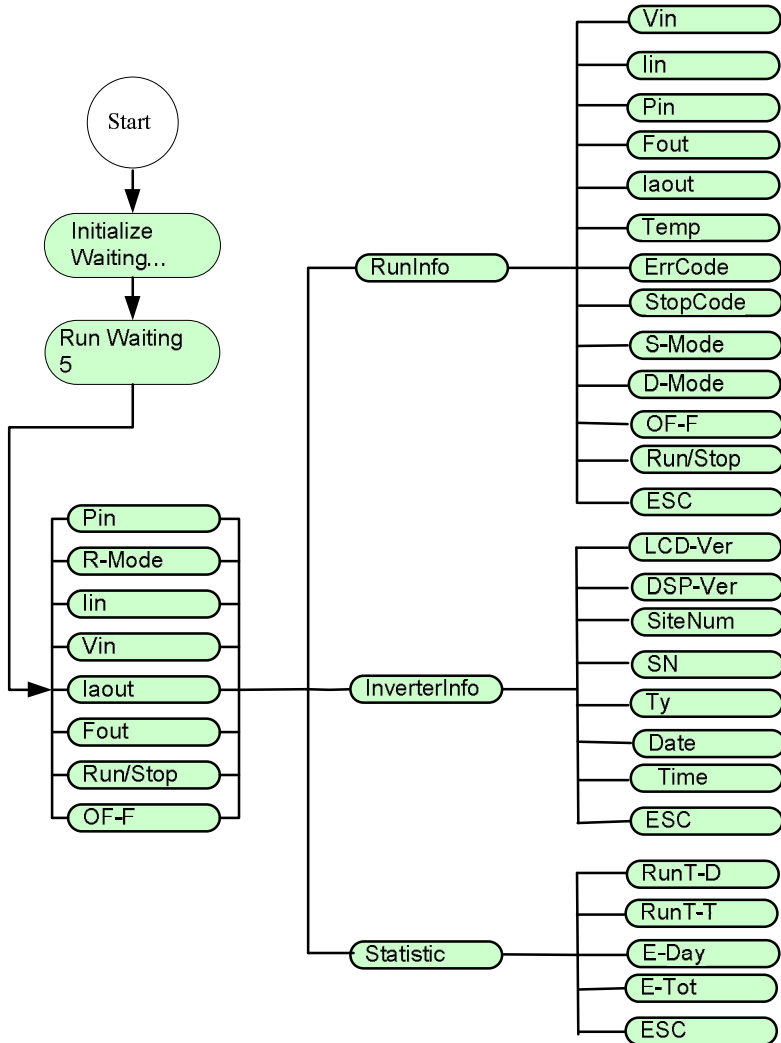 Start
Initialize
Waiting...
Run Waiting
5
Pin
R-Mode
Iin
Vin
Iaout
Fout
Run/Stop
OF-F
RunInfo
Vin
Iin
Pin
Fout
Iaout
Temp
ErrCode
StopCode
S-Mode
D-Mode
OF-F
Run/Stop
ESC
InverterInfo
LCD-Ver
DSP-Ver
SiteNum
SN
Ty
Date
Time
ESC
Statistic
RunT-D
RunT-T
E-Day
E-Tot
ESC